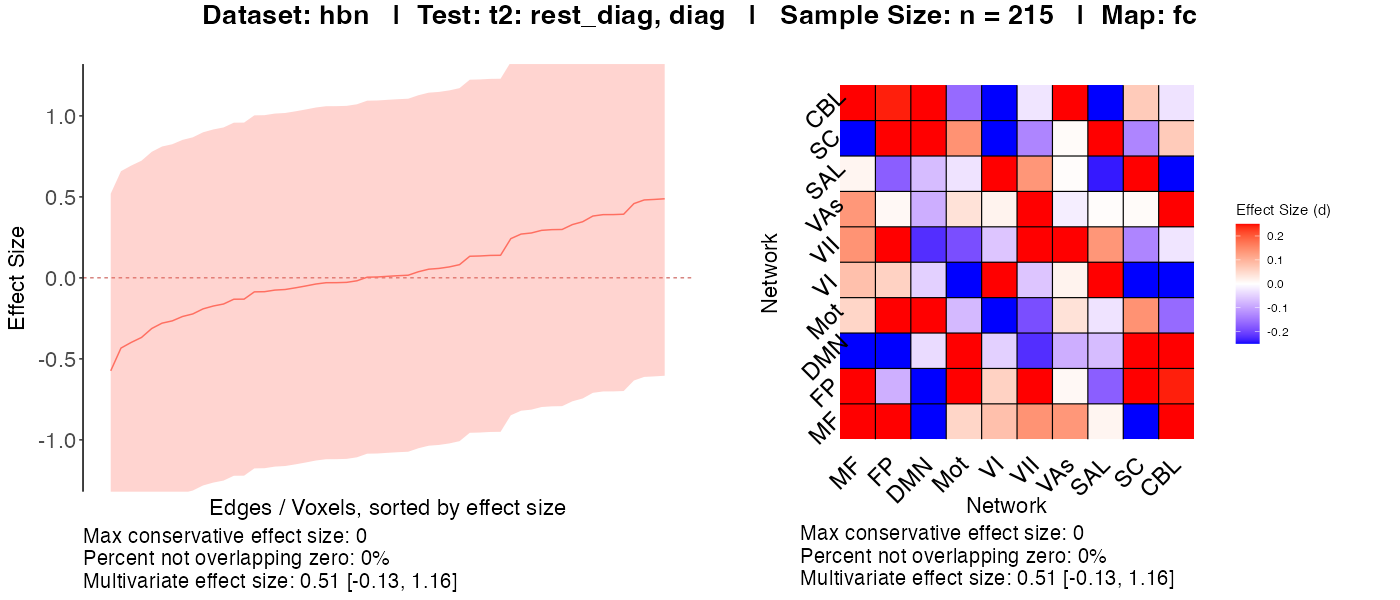 Dataset: hbn | Test: t2: rest_diag, diag | Sample Size: n = 215 | Map: fc
Effect Size
1.0
0.5
0.0
-0.5
-1.0
Edges / Voxels, sorted by effect size
Max conservative effect size: 0
Percent not overlapping zero: 0%
Multivariate effect size: 0.51 [-0.13, 1.16]
Network
CBL
SC
SAL
VAs
VII
VI
Mot
DMN
FP
MF
MF FP DMN Mot VI VII VAs SAL SC CBL
Network
Max conservative effect size: 0
Percent not overlapping zero: 0%
Multivariate effect size: 0.51 [-0.13, 1.16]
Effect Size (d)
0.2
0.1
0.0
-0.1
-0.2